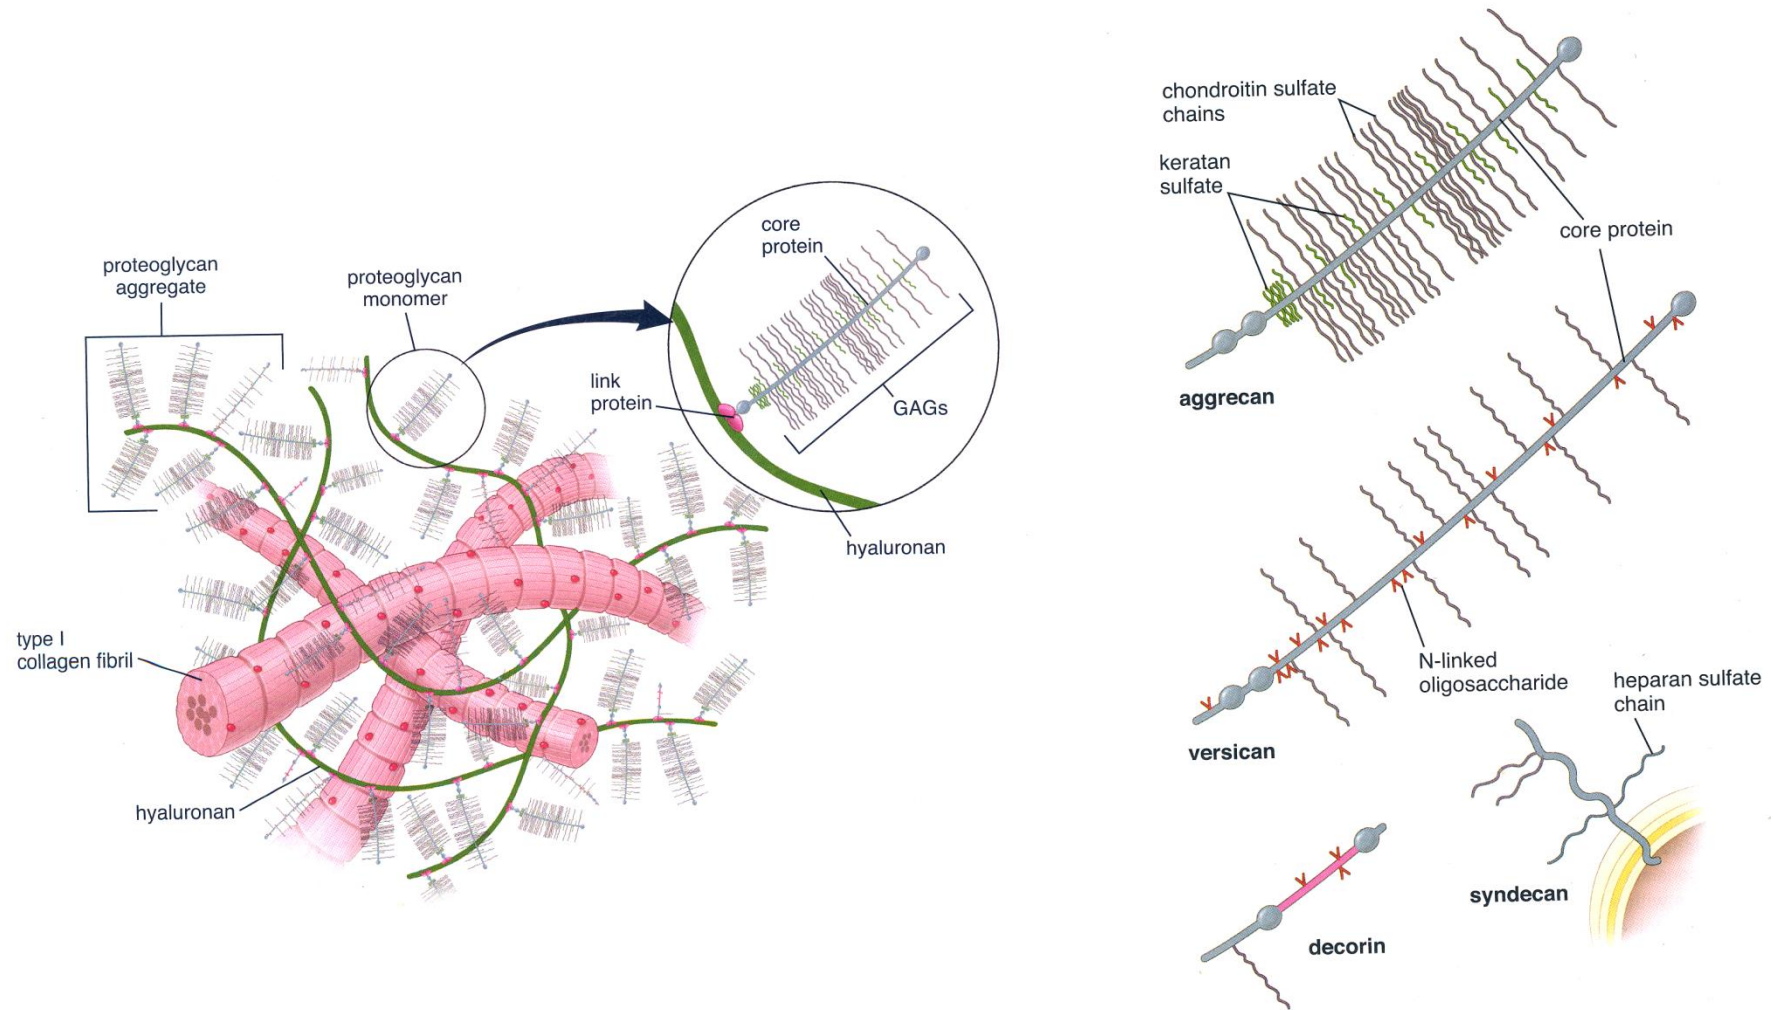 proteoglycan
aggregate
proteoglycan
monomer
core
protein
link
protein
GAGs
hyaluronan
type I
collagen fibril
hyaluronan
chondroitin sulfate
chains
keratan
sulfate
core protein
aggrecan
N-linked
oligosaccharide
versican
heparan sulfate
chain
syndecan
decorin